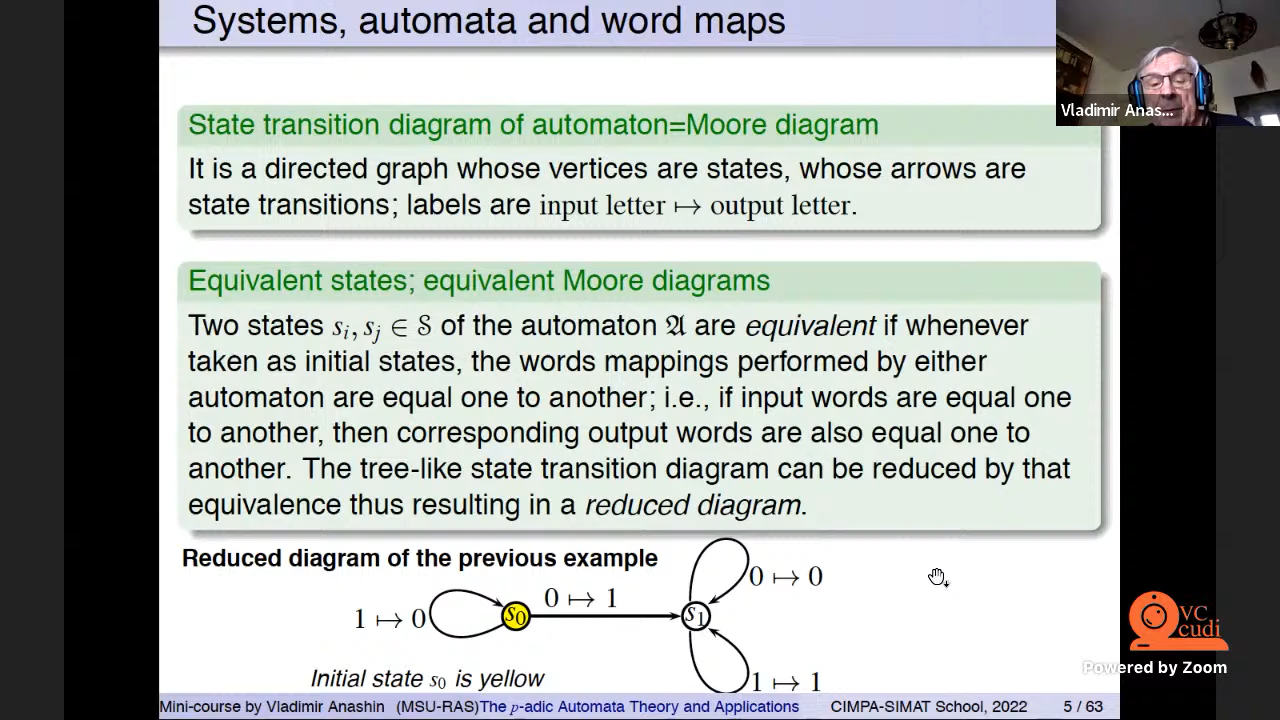 Systems, automata and word maps
Vladimir Anas...
State transition diagram of automaton=Moore diagram
It is a directed graph whose vertices are states, whose arrows are
state transitions; labels are input letter ↦ output letter.
Equivalent states; equivalent Moore diagrams
Two states sᵢ, sⱼ ∈ 𝒮 of the automaton 𝔄 are equivalent if whenever
taken as initial states, the words mappings performed by either
automaton are equal one to another; i.e., if input words are equal one
to another, then corresponding output words are also equal one to
another. The tree-like state transition diagram can be reduced by that
equivalence thus resulting in a reduced diagram.
Reduced diagram of the previous example
0 ↦ 0
0 ↦ 1
1 ↦ 0
s₀
s₁
1 ↦ 1
Initial state s₀ is yellow
VC
cudi
Powered by Zoom
Mini-course by Vladimir Anashin (MSU-RAS) The p-adic Automata Theory and Applications CIMPA-SIMAT School, 2022 5 / 63